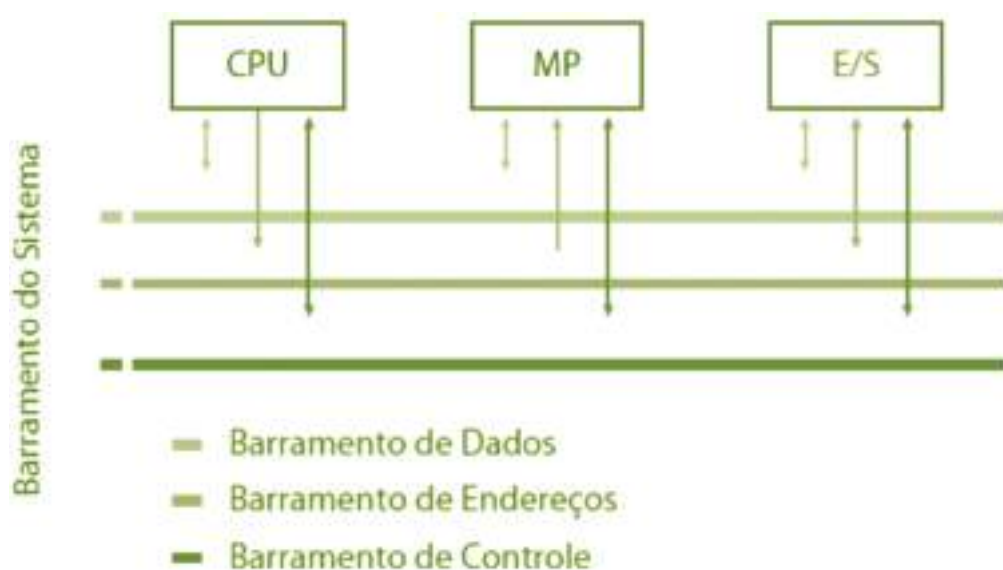 CPU
MP
E/S
Barramento do Sistema
Barramento de Dados
Barramento de Endereços
Barramento de Controle